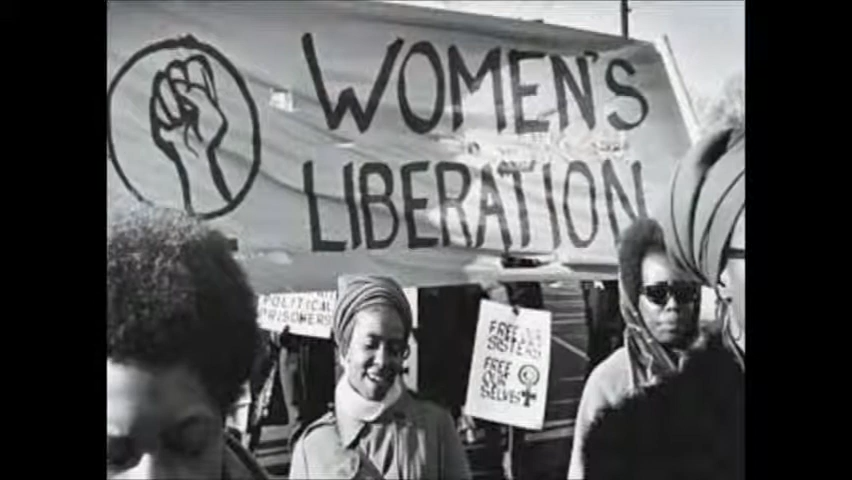 WOMEN'S
LIBERATION
POLITICAL
PRISONERS
FREE OUR
SISTERS
FREE
OUR
SELVES